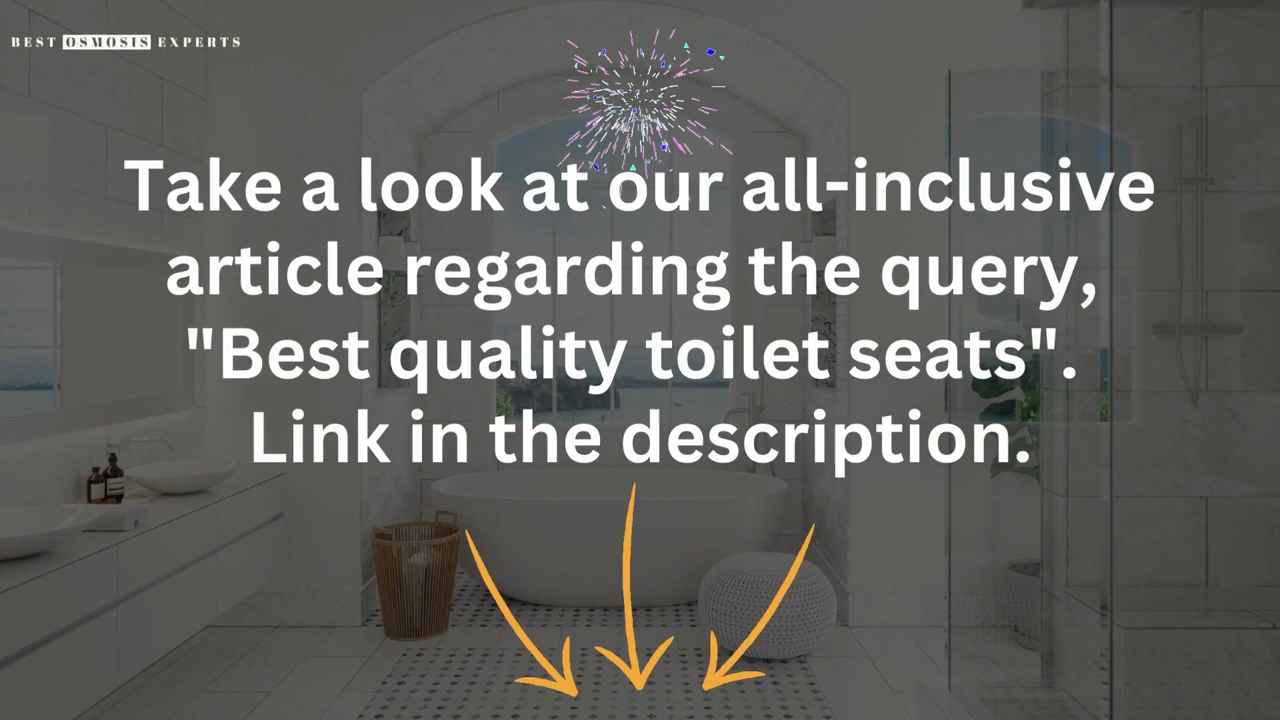 BEST OSMOSIS EXPERTS
Take a look at our all-inclusive
article regarding the query,
"Best quality toilet seats".
Link in the description.